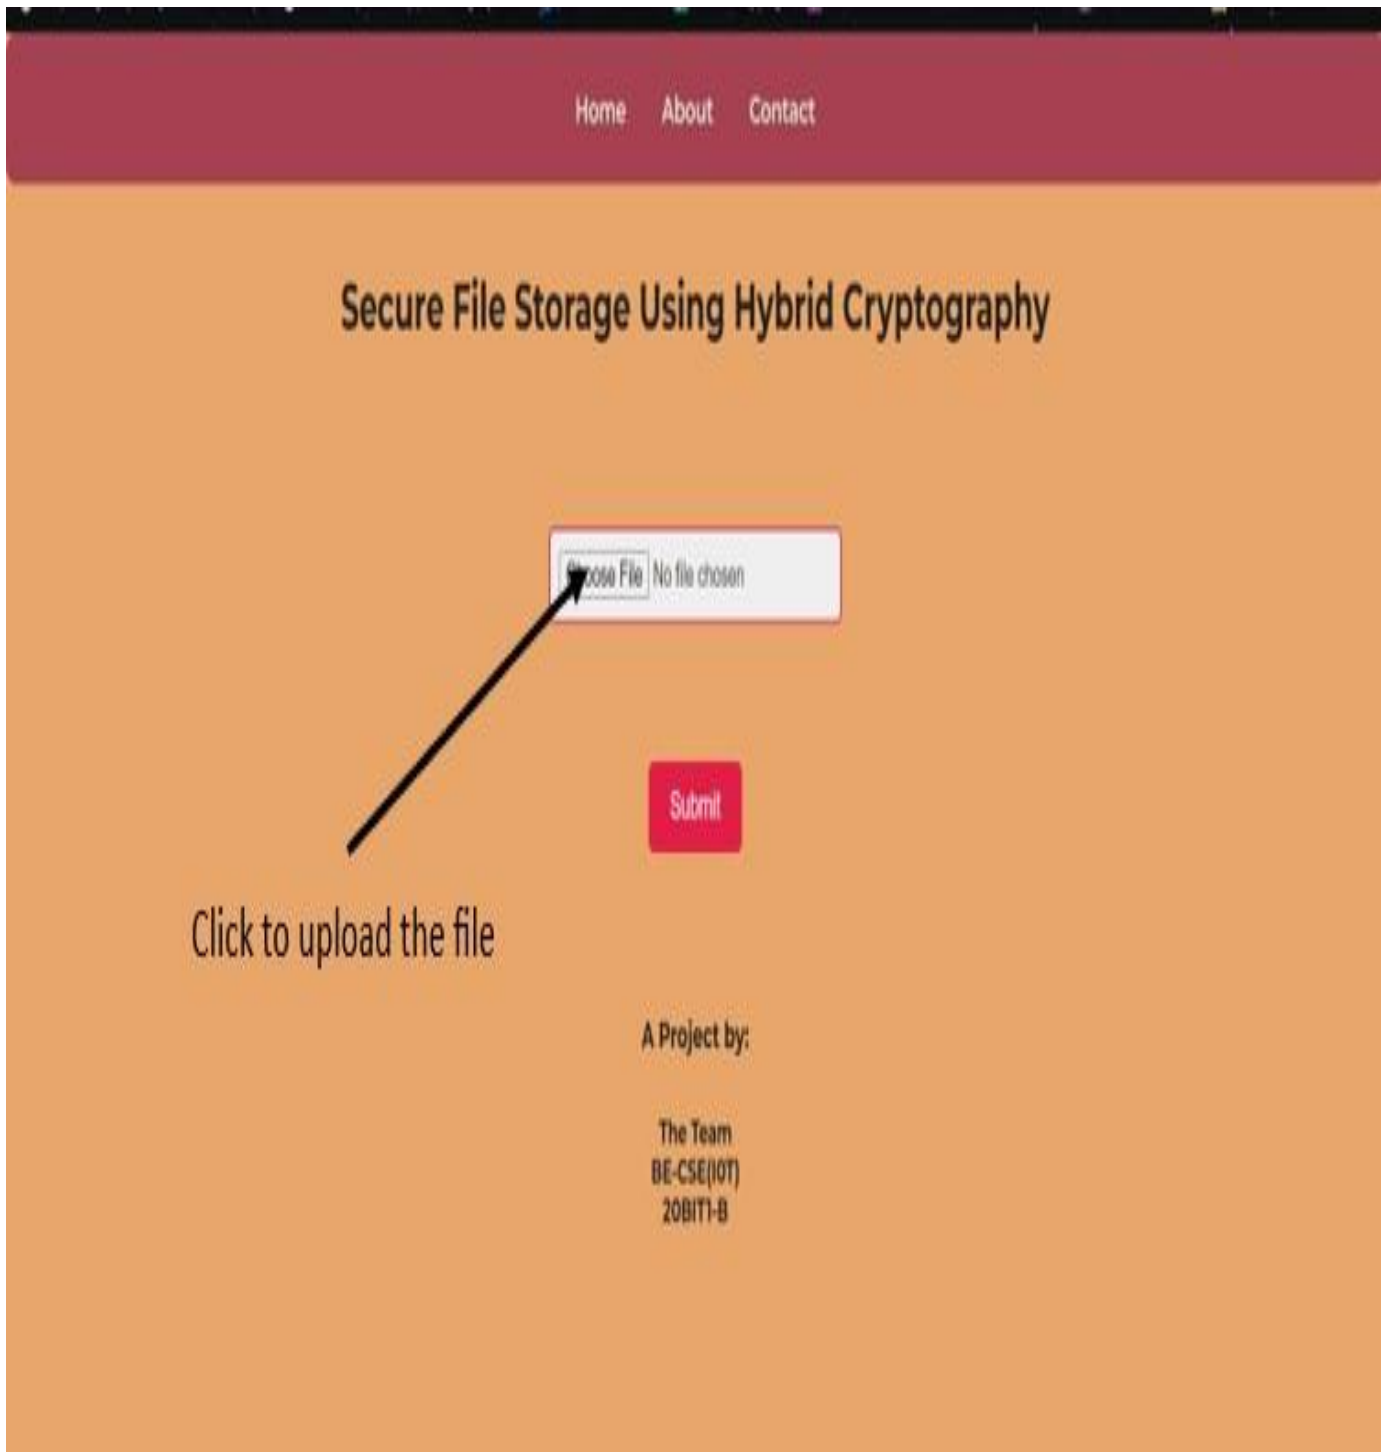 Home About Contact
Secure File Storage Using Hybrid Cryptography
Choose File No file chosen
Submit
Click to upload the file
A Project by:
The Team
BE-CSE(IOT)
20BIT1-B